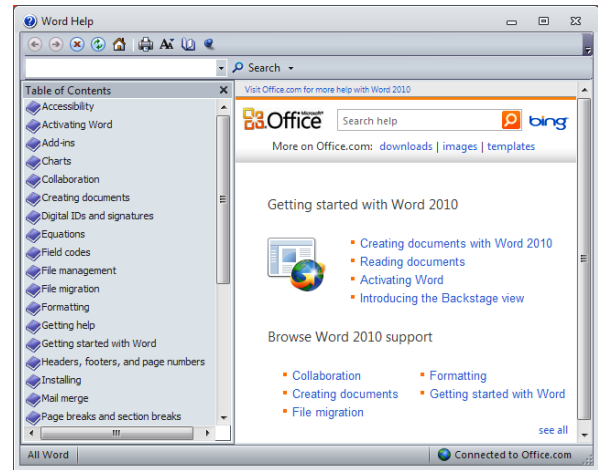 Word Help
Search
Table of Contents
Accessibility
Activating Word
Add-ins
Charts
Collaboration
Creating documents
Digital IDs and signatures
Equations
Field codes
File management
File migration
Formatting
Getting help
Getting started with Word
Headers, footers, and page numbers
Installing
Mail merge
Page breaks and section breaks
Visit Office.com for more help with Word 2010
Microsoft
Office Search help bing
More on Office.com: downloads | images | templates
Getting started with Word 2010
Creating documents with Word 2010
Reading documents
Activating Word
Introducing the Backstage view
Browse Word 2010 support
Collaboration Formatting
Creating documents Getting started with Word
File migration
see all
All Word Connected to Office.com